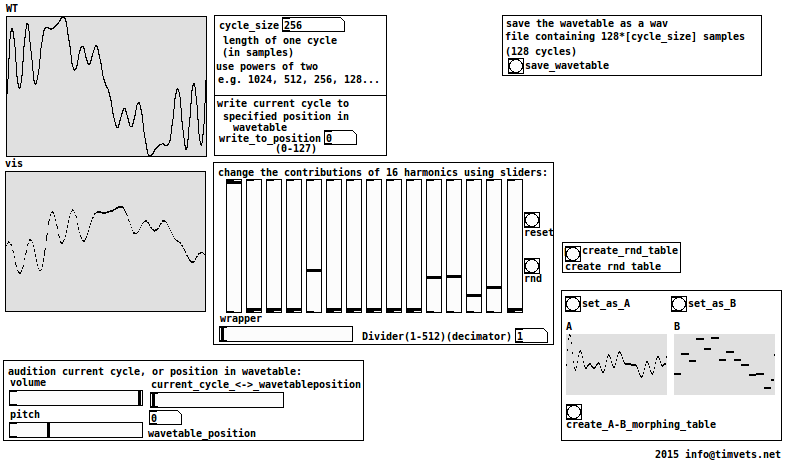 WT
cycle_size 256
length of one cycle
(in samples)
use powers of two
e.g. 1024, 512, 256, 128...
write current cycle to
specified position in
wavetable
write_to_position 0
(0-127)
save the wavetable as a wav
file containing 128*[cycle_size] samples
(128 cycles)
save_wavetable
vis
change the contributions of 16 harmonics using sliders:
reset
rnd
wrapper
Divider(1-512)(decimator) 1
create_rnd_table
create rnd table
set_as_A
set_as_B
A
B
create_A-B_morphing_table
audition current cycle, or position in wavetable:
volume
current_cycle_<->_wavetableposition
pitch
0
wavetable_position
2015 info@timvets.net